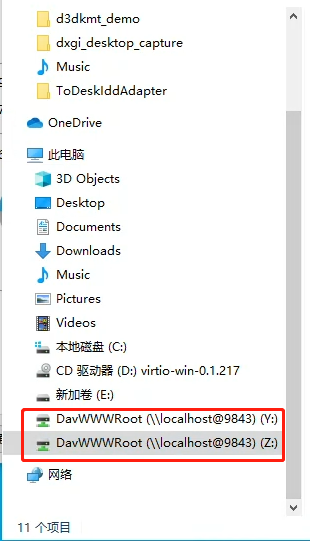 d3dkmt_demo
dxgi_desktop_capture
Music
ToDeskIddAdapter
OneDrive
此电脑
3D Objects
Desktop
Documents
Downloads
Music
Pictures
Videos
本地磁盘 (C:)
CD 驱动器 (D:) virtio-win-0.1.217
新加卷 (E:)
DavWWWRoot (\\localhost@9843) (Y:)
DavWWWRoot (\\localhost@9843) (Z:)
网络
11 个项目